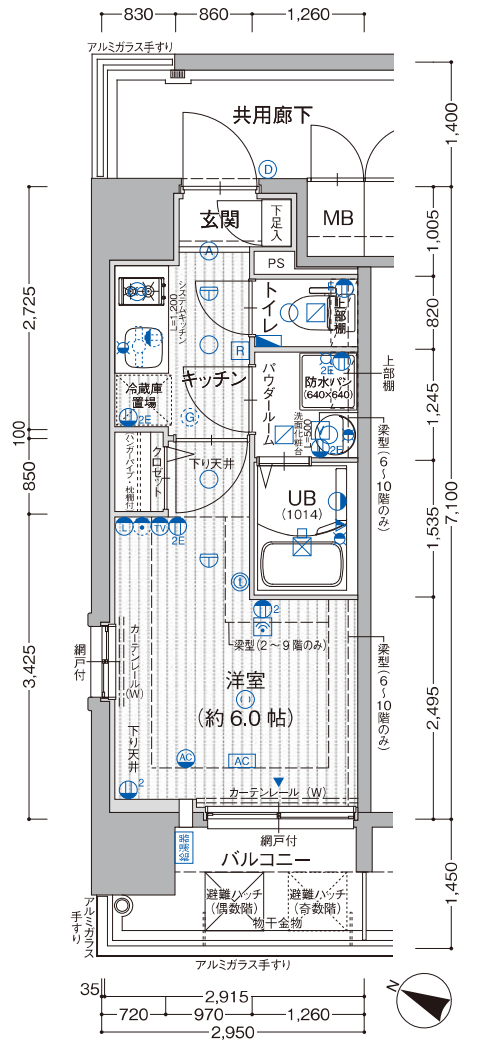 830 860 1,260
アルミガラス手すり
共用廊下
1,400
D
玄関
下足入
MB
A
PS
1,005
2,725
システムキッチン
L=1,200
トイレ
上部棚
820
R
キッチン
冷蔵庫
置場
2E
G
パウダールーム
2E
防水パン
(640×640)
上部棚
洗面化粧台
L=500
2E
1,245
100
850
ハンガーパイプ・枕棚付
クロゼット
下り天井
梁型(6~10階のみ)
UB
(1014)
1,535
7,100
L
TV
2E
t
2
梁型(2~9階のみ)
網戸付
カーテンレール(W)
洋室
(約6.0帖)
梁型(6~10階のみ)
3,425
2,495
下り天井
AC
AC
2
カーテンレール(W)
給湯器
網戸付
バルコニー
避難ハッチ
(偶数階)
避難ハッチ
(奇数階)
物干金物
1,450
アルミガラス
手すり
アルミガラス手すり
N
35
2,915
720 970 1,260
2,950